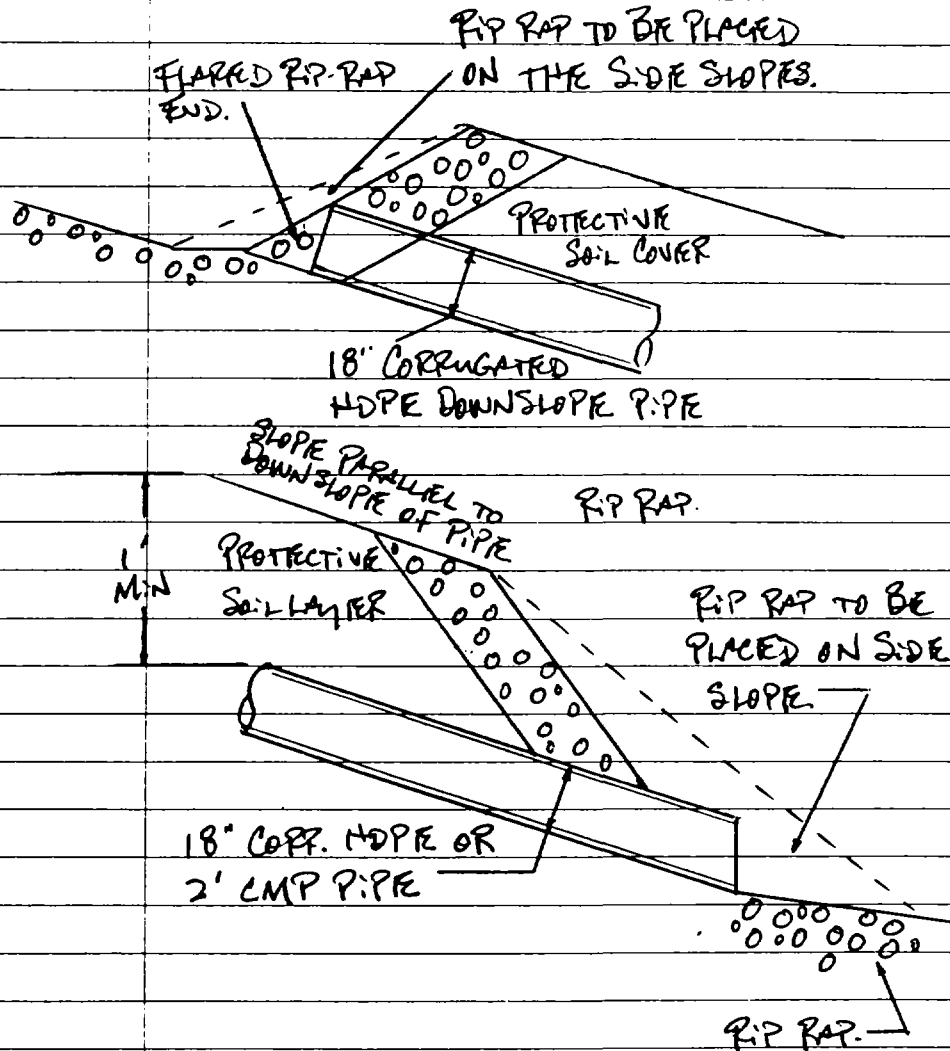 RIP RAP TO BE PLACED
ON THE SIDE SLOPES.
FLARED RIP-RAP
END.
PROTECTIVE
SOIL COVER
18" CORRUGATED
HDPE DOWNSLOPE PIPE
SLOPE PARALLEL TO
DOWNSLOPE OF PIPE
RIP RAP.
1'
MIN
PROTECTIVE
SOIL LAYER
RIP RAP TO BE
PLACED ON SIDE
SLOPE
18" CORR. HDPE OR
2' CMP PIPE
RIP RAP.